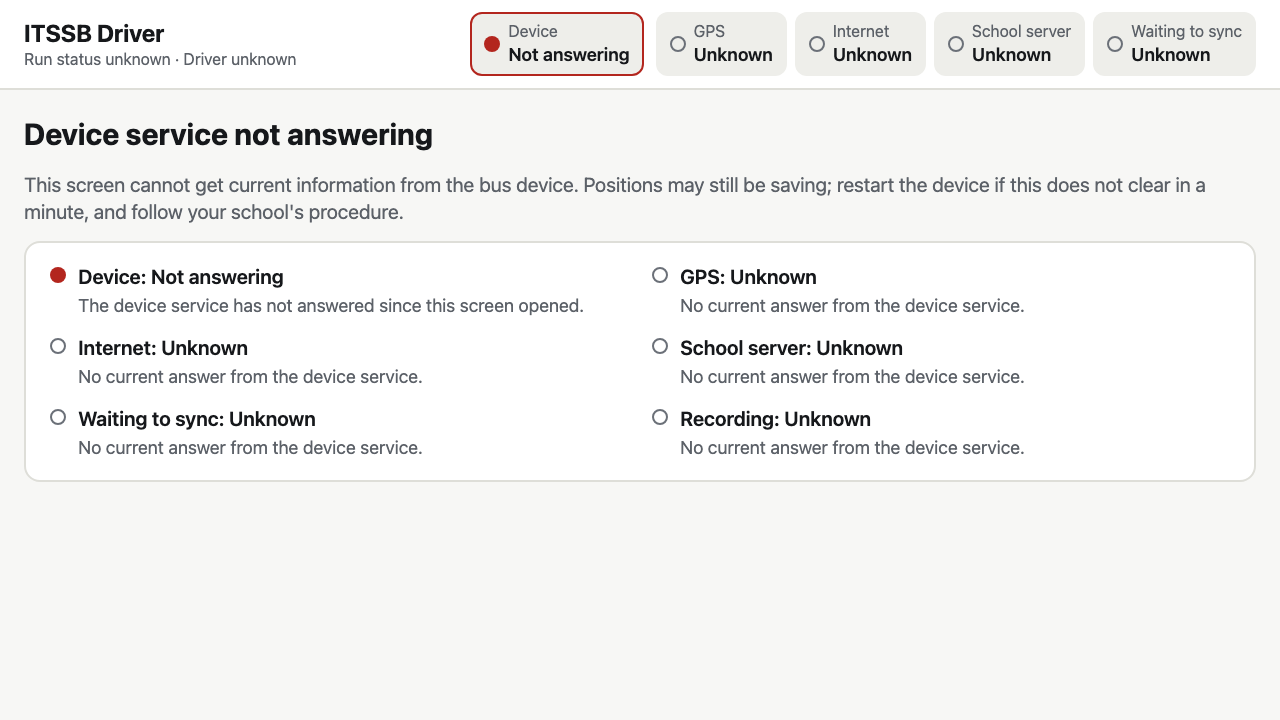 ITSSB Driver
Run status unknown · Driver unknown
Device
Not answering
GPS
Unknown
Internet
Unknown
School server
Unknown
Waiting to sync
Unknown
Device service not answering
This screen cannot get current information from the bus device. Positions may still be saving; restart the device if this does not clear in a
minute, and follow your school's procedure.
Device: Not answering
The device service has not answered since this screen opened.
GPS: Unknown
No current answer from the device service.
Internet: Unknown
No current answer from the device service.
School server: Unknown
No current answer from the device service.
Waiting to sync: Unknown
No current answer from the device service.
Recording: Unknown
No current answer from the device service.